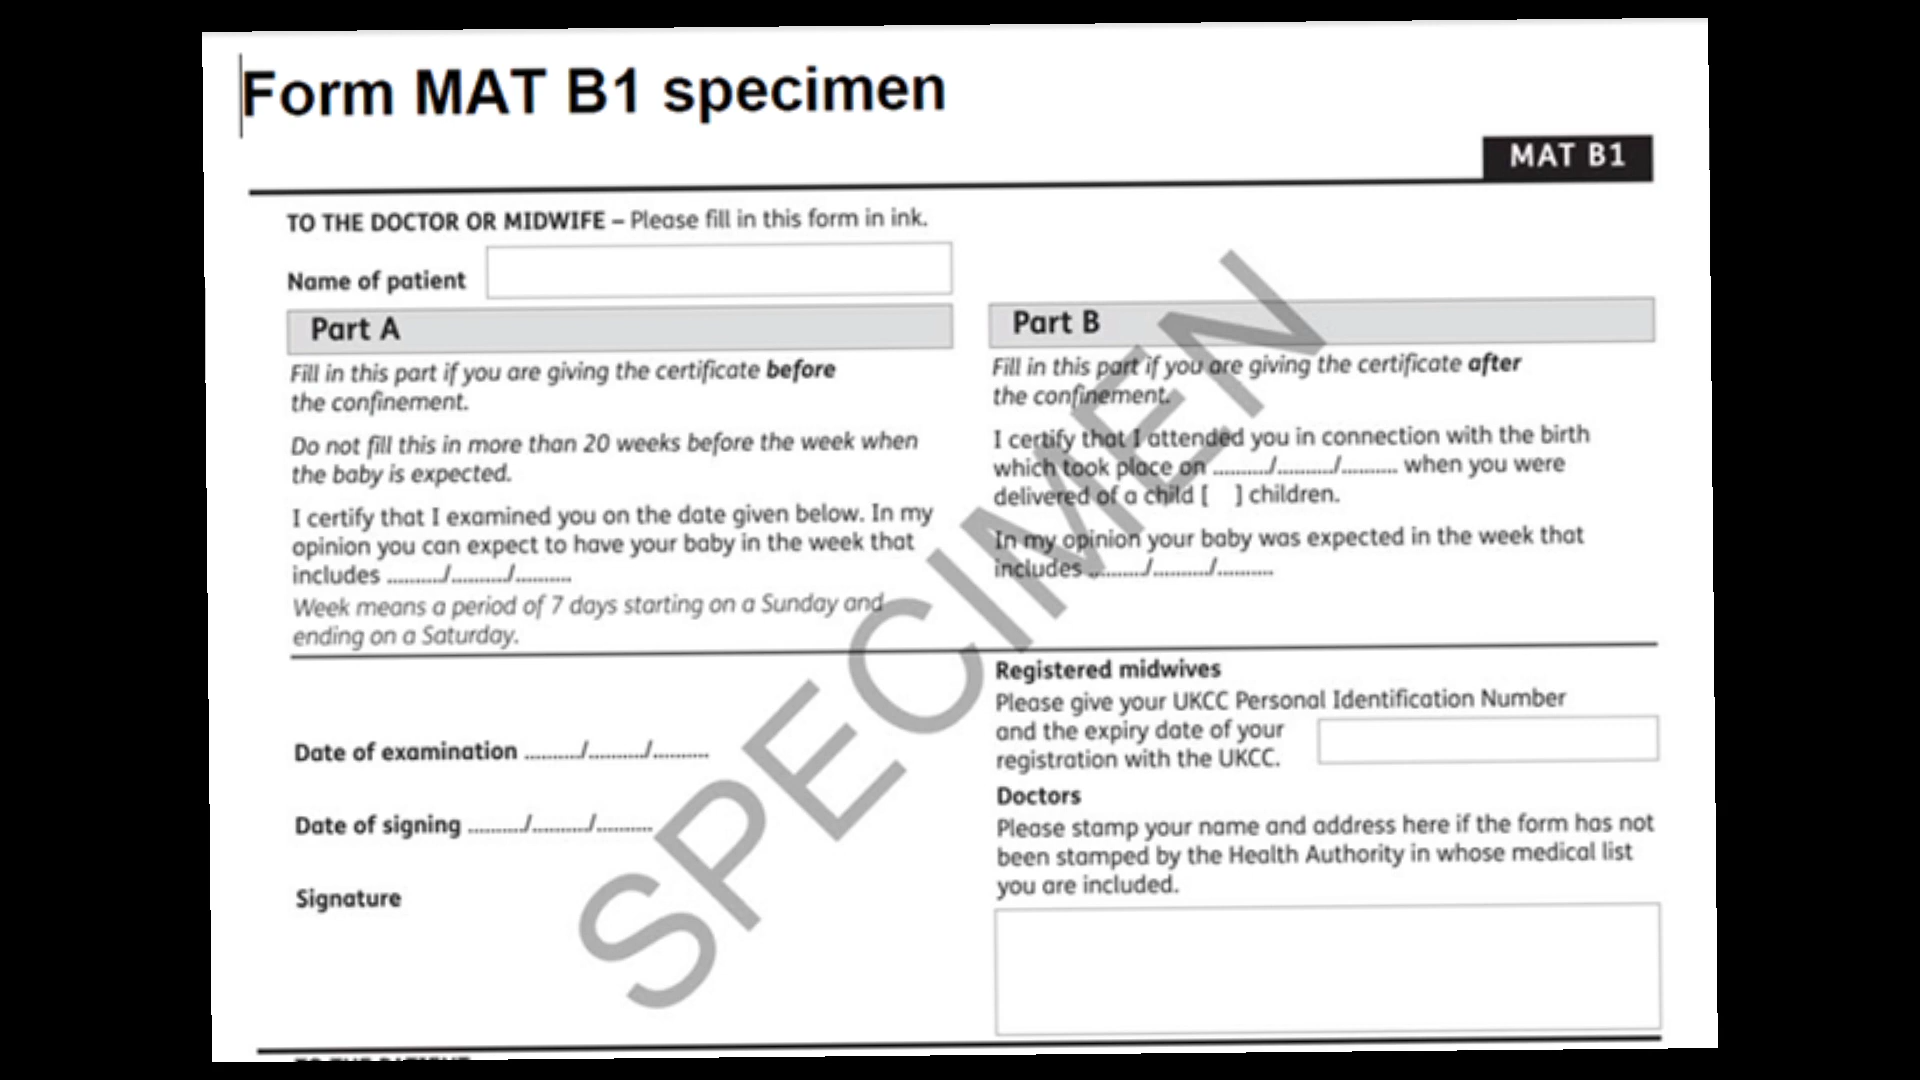 Form MAT B1 specimen
MAT B1
TO THE DOCTOR OR MIDWIFE – Please fill in this form in ink.
Name of patient
Part A
Fill in this part if you are giving the certificate before
the confinement.
Do not fill this in more than 20 weeks before the week when
the baby is expected.
I certify that I examined you on the date given below. In my
opinion you can expect to have your baby in the week that
includes ........../........../..........
Week means a period of 7 days starting on a Sunday and
ending on a Saturday.
Part B
Fill in this part if you are giving the certificate after
the confinement.
I certify that I attended you in connection with the birth
which took place on ........../........../.......... when you were
delivered of a child [ ] children.
In my opinion your baby was expected in the week that
includes ........../........../..........
Date of examination ........../........../..........
Date of signing ........../........../..........
Signature
Registered midwives
Please give your UKCC Personal Identification Number
and the expiry date of your
registration with the UKCC.
Doctors
Please stamp your name and address here if the form has not
been stamped by the Health Authority in whose medical list
you are included.
SPECIMEN